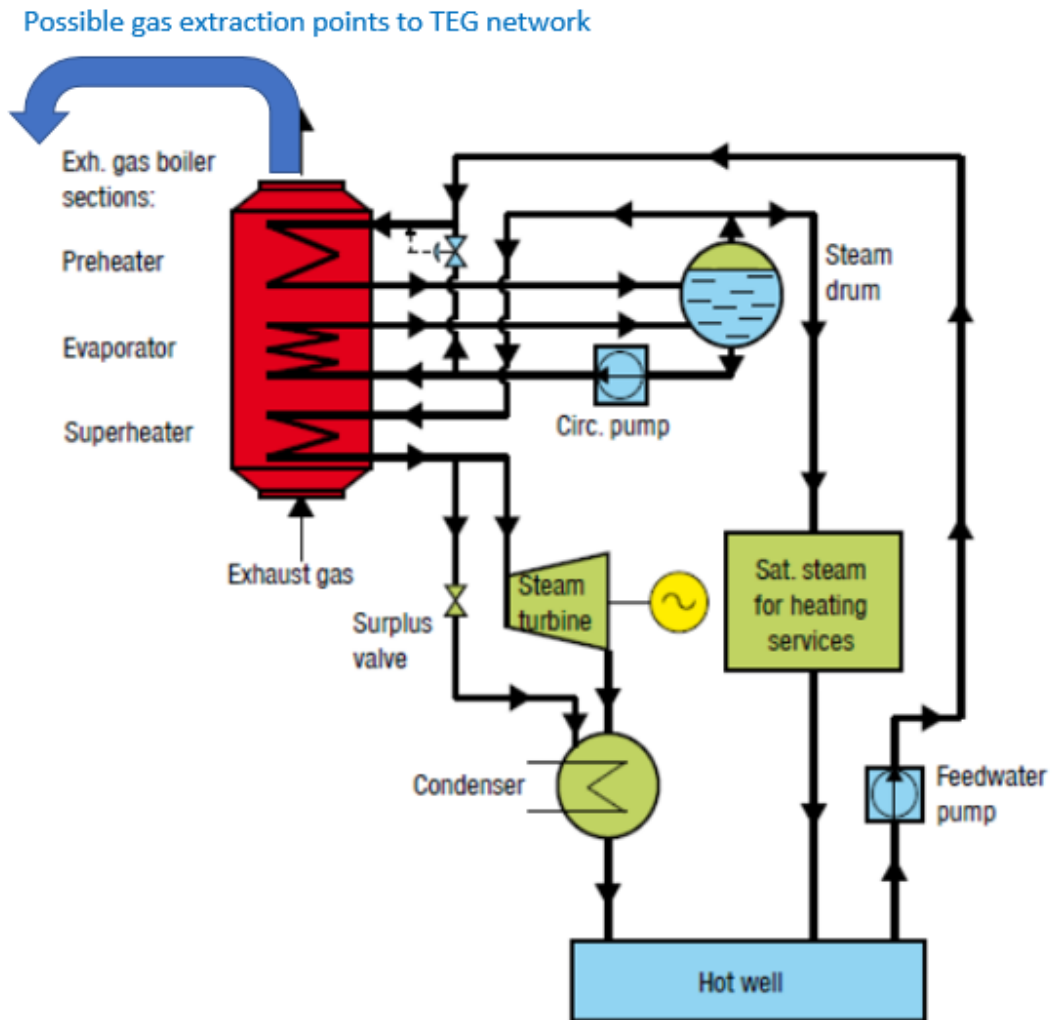 Possible gas extraction points to TEG network
Exh. gas boiler
sections:
Preheater
Evaporator
Superheater
Exhaust gas
Steam
drum
Circ. pump
Surplus
valve
Steam
turbine
Sat. steam
for heating
services
Condenser
Feedwater
pump
Hot well